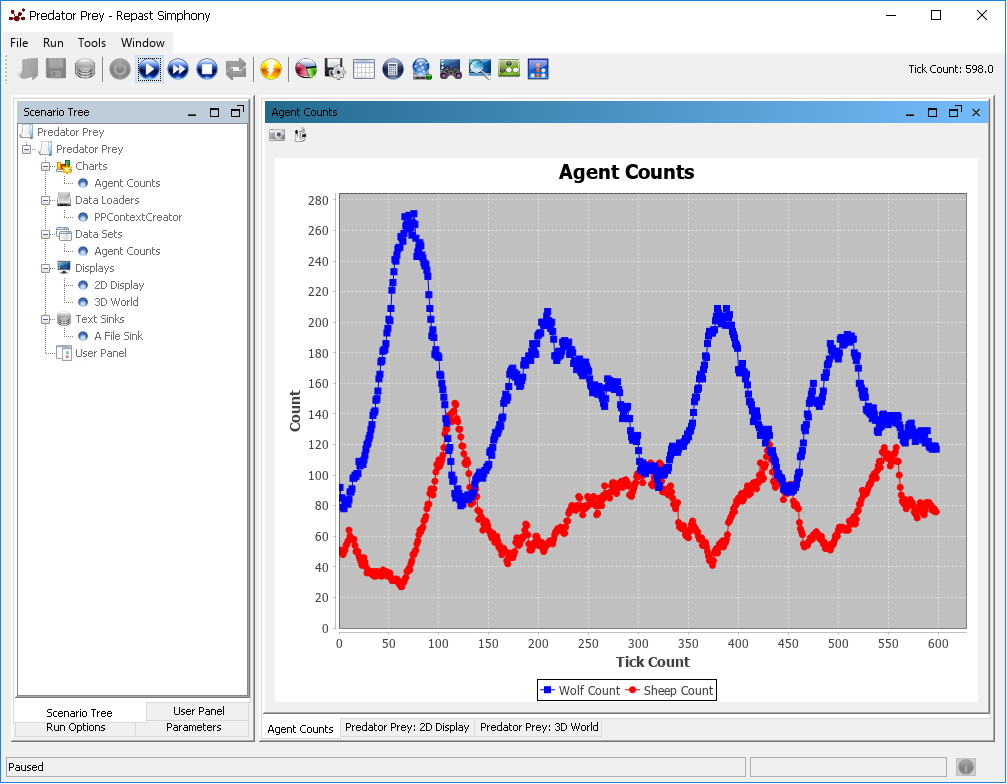 Predator Prey - Repast Simphony
File Run Tools Window
Tick Count: 598.0
Scenario Tree
Predator Prey
Predator Prey
Charts
Agent Counts
Data Loaders
PPContextCreator
Data Sets
Agent Counts
Displays
2D Display
3D World
Text Sinks
A File Sink
User Panel
Scenario Tree
User Panel
Run Options
Parameters
Agent Counts
Agent Counts
Count
280
260
240
220
200
180
160
140
120
100
80
60
40
20
0
0 50 100 150 200 250 300 350 400 450 500 550 600
Tick Count
Wolf Count Sheep Count
Agent Counts Predator Prey: 2D Display Predator Prey: 3D World
Paused